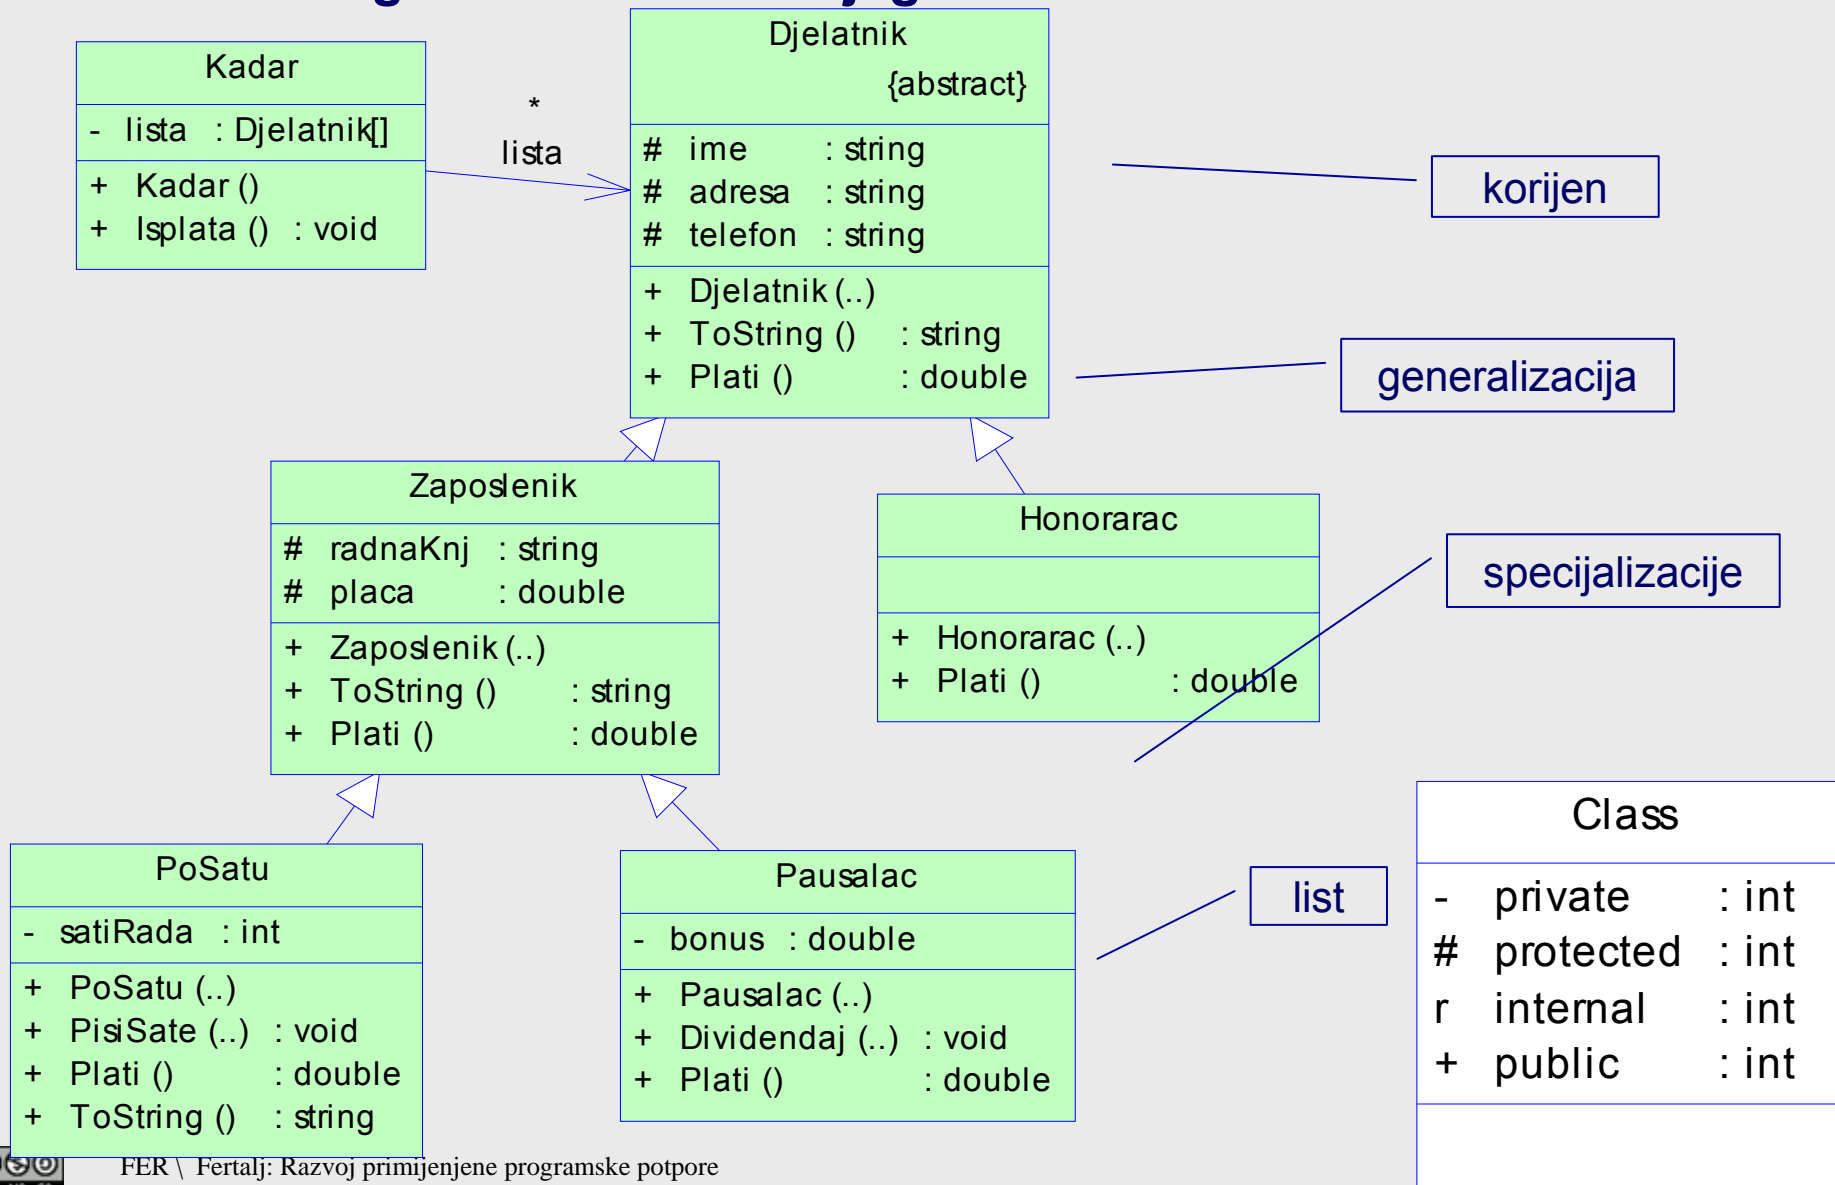 Kadar
- lista : Djelatnik[]
+ Kadar ()
+ Isplata () : void
*
lista
Djelatnik
{abstract}
# ime : string
# adresa : string
# telefon : string
+ Djelatnik (..)
+ ToString () : string
+ Plati () : double
korijen
generalizacija
Zaposlenik
# radnaKnj : string
# placa : double
+ Zaposlenik (..)
+ ToString () : string
+ Plati () : double
Honorarac
+ Honorarac (..)
+ Plati () : double
specijalizacije
PoSatu
- satiRada : int
+ PoSatu (..)
+ PisiSate (..) : void
+ Plati () : double
+ ToString () : string
Pausalac
- bonus : double
+ Pausalac (..)
+ Dividendaj (..) : void
+ Plati () : double
list
Class
- private : int
# protected : int
r internal : int
+ public : int
FER \ Fertalj: Razvoj primijenjene programske potpore